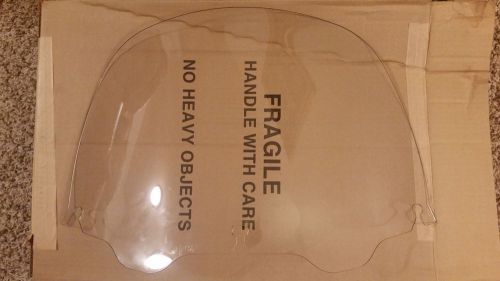 FRAGILE
HANDLE WITH CARE
NO HEAVY OBJECTS